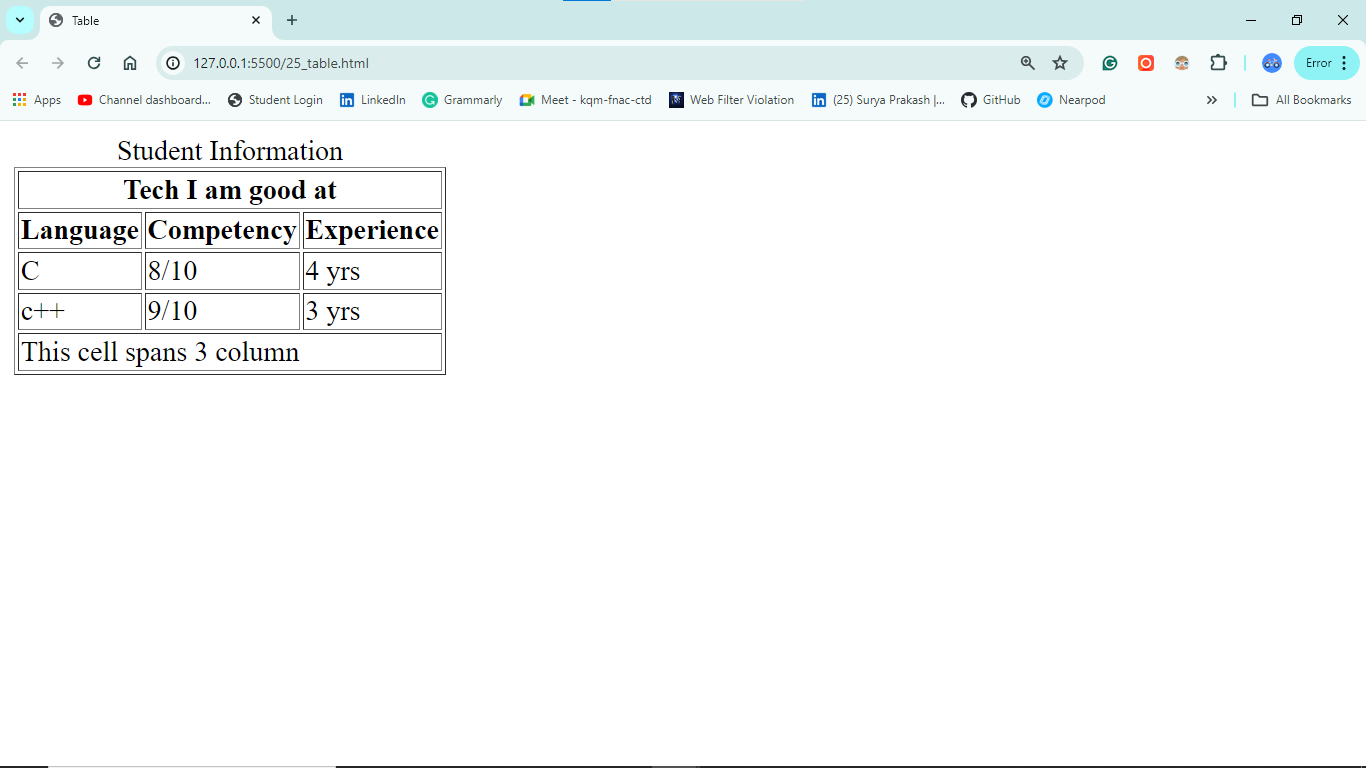 Table
127.0.0.1:5500/25_table.html
Error
Apps
Channel dashboard...
Student Login
LinkedIn
Grammarly
Meet - kqm-fnac-ctd
Web Filter Violation
(25) Surya Prakash |...
GitHub
Nearpod
All Bookmarks
Student Information
Tech I am good at
Language Competency Experience
C 8/10 4 yrs
c++ 9/10 3 yrs
This cell spans 3 column